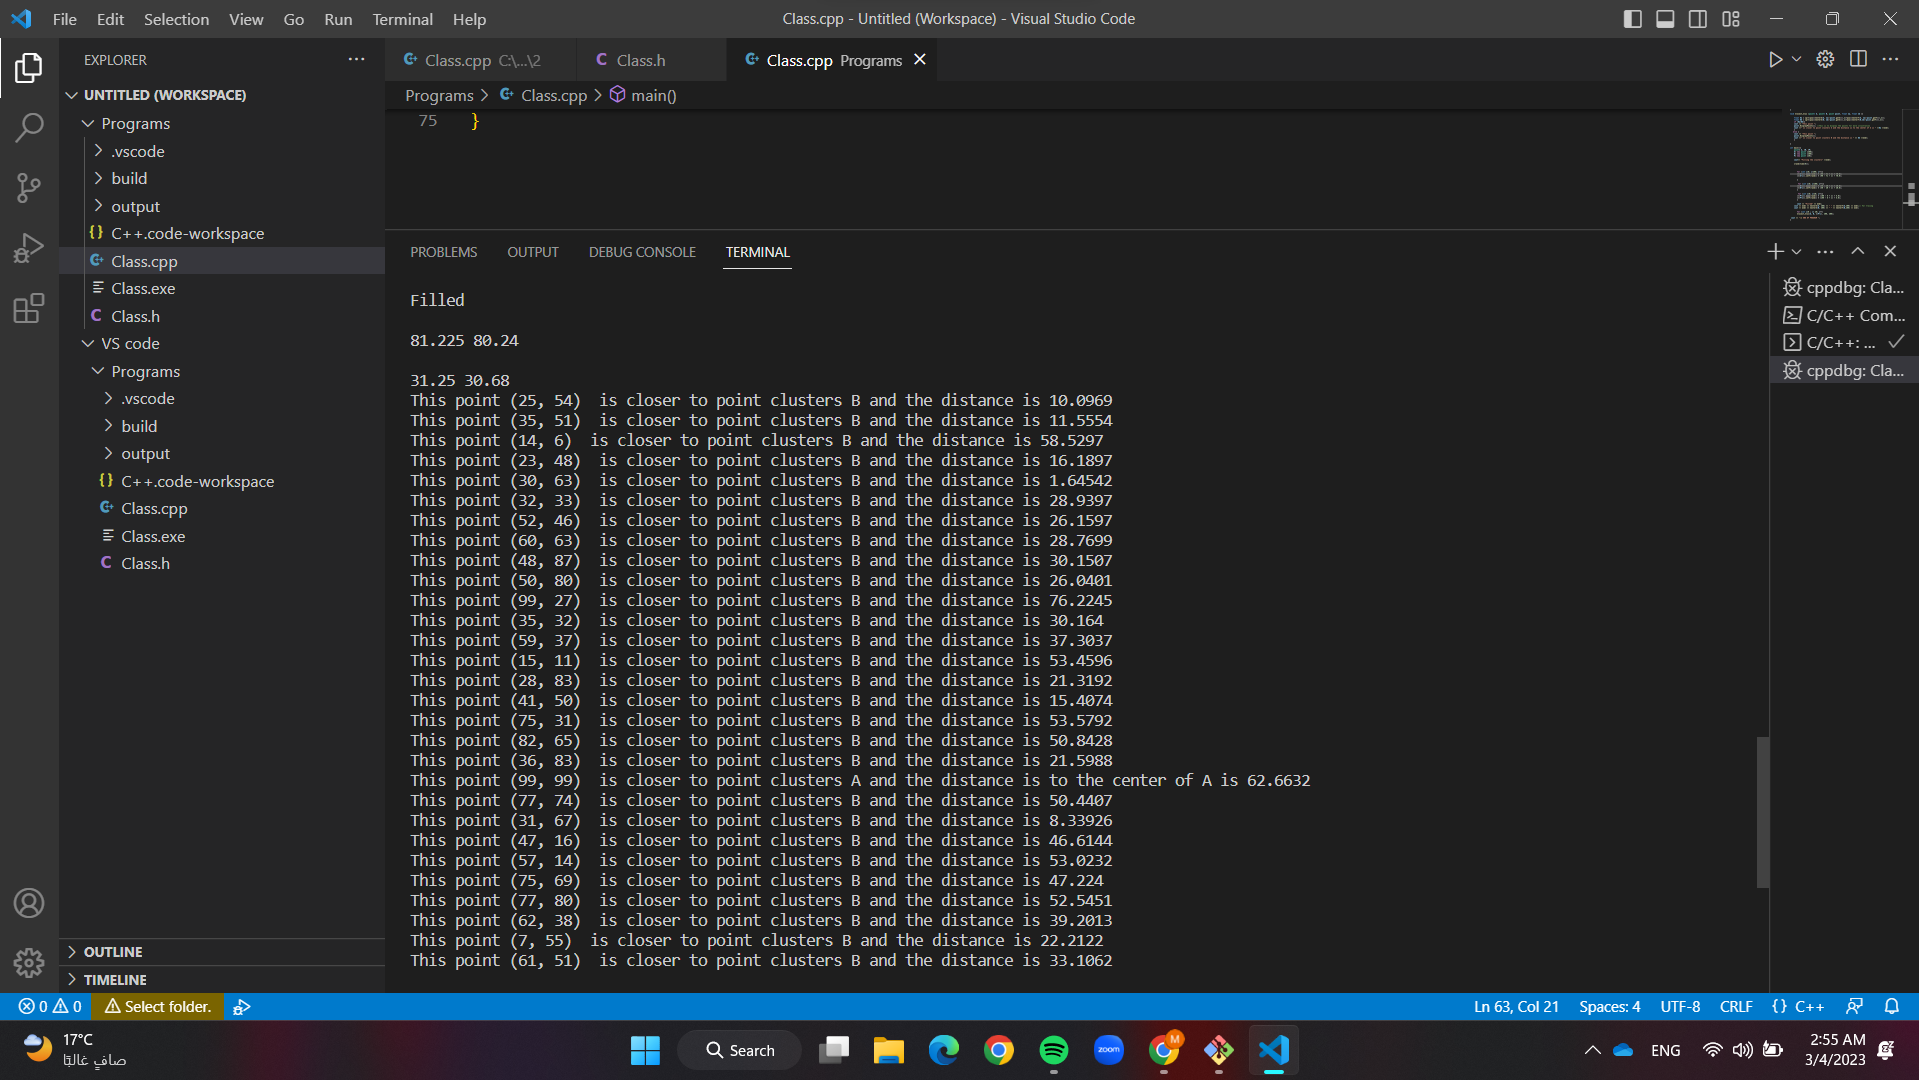 File Edit Selection View Go Run Terminal Help
Class.cpp - Untitled (Workspace) - Visual Studio Code
EXPLORER
Class.cpp C:\...\2
Class.h
Class.cpp Programs
UNTITLED (WORKSPACE)
Programs
.vscode
build
output
C++.code-workspace
Class.cpp
Class.exe
Class.h
VS code
Programs
.vscode
build
output
C++.code-workspace
Class.cpp
Class.exe
Class.h
OUTLINE
TIMELINE
Programs > Class.cpp > main()
75 }
PROBLEMS OUTPUT DEBUG CONSOLE TERMINAL
Filled
81.225 80.24
31.25 30.68
This point (25, 54)  is closer to point clusters B and the distance is 10.0969
This point (35, 51)  is closer to point clusters B and the distance is 11.5554
This point (14, 6)  is closer to point clusters B and the distance is 58.5297
This point (23, 48)  is closer to point clusters B and the distance is 16.1897
This point (30, 63)  is closer to point clusters B and the distance is 1.64542
This point (32, 33)  is closer to point clusters B and the distance is 28.9397
This point (52, 46)  is closer to point clusters B and the distance is 26.1597
This point (60, 63)  is closer to point clusters B and the distance is 28.7699
This point (48, 87)  is closer to point clusters B and the distance is 30.1507
This point (50, 80)  is closer to point clusters B and the distance is 26.0401
This point (99, 27)  is closer to point clusters B and the distance is 76.2245
This point (35, 32)  is closer to point clusters B and the distance is 30.164
This point (59, 37)  is closer to point clusters B and the distance is 37.3037
This point (15, 11)  is closer to point clusters B and the distance is 53.4596
This point (28, 83)  is closer to point clusters B and the distance is 21.3192
This point (41, 50)  is closer to point clusters B and the distance is 15.4074
This point (75, 31)  is closer to point clusters B and the distance is 53.5792
This point (82, 65)  is closer to point clusters B and the distance is 50.8428
This point (36, 83)  is closer to point clusters B and the distance is 21.5988
This point (99, 99)  is closer to point clusters A and the distance is to the center of A is 62.6632
This point (77, 74)  is closer to point clusters B and the distance is 50.4407
This point (31, 67)  is closer to point clusters B and the distance is 8.33926
This point (47, 16)  is closer to point clusters B and the distance is 46.6144
This point (57, 14)  is closer to point clusters B and the distance is 53.0232
This point (75, 69)  is closer to point clusters B and the distance is 47.224
This point (77, 80)  is closer to point clusters B and the distance is 52.5451
This point (62, 38)  is closer to point clusters B and the distance is 39.2013
This point (7, 55)  is closer to point clusters B and the distance is 22.2122
This point (61, 51)  is closer to point clusters B and the distance is 33.1062
cppdbg: Cla...
C/C++ Com...
C/C++: ...
cppdbg: Cla...
0 0 Select folder.
Ln 63, Col 21 Spaces: 4 UTF-8 CRLF {} C++
17°C
صافٍ غالبًا
Search
zoom
M
ENG
2:55 AM
3/4/2023